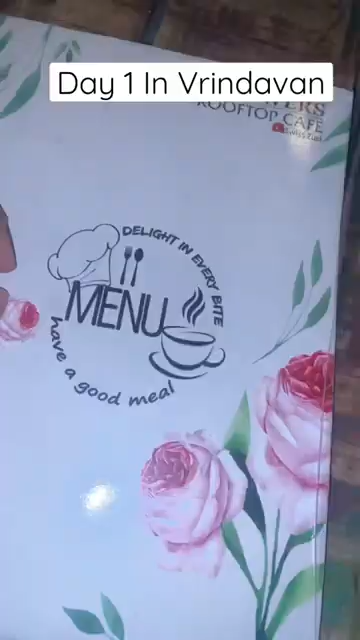 Day 1 In Vrindavan
ROOFTOP CAFE
DELIGHT IN EVERY BITE
MENU
have a good meal